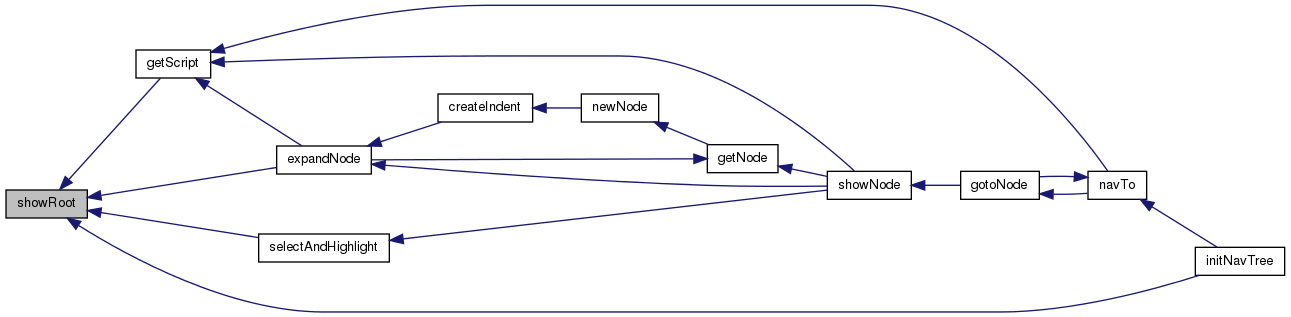 getScript
createIndent
newNode
expandNode
getNode
showNode
gotoNode
navTo
showRoot
selectAndHighlight
initNavTree